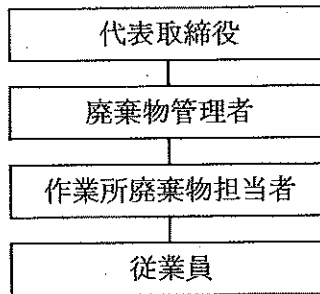 代表取締役
廃棄物管理者
作業所廃棄物担当者
従業員